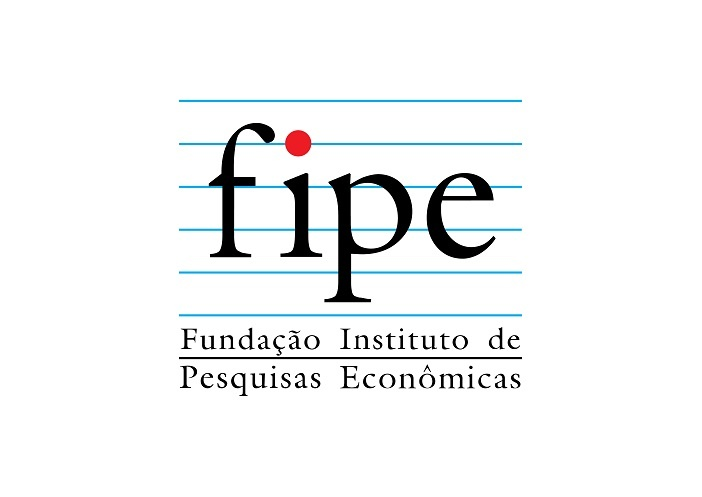 fipe
Fundação Instituto de
Pesquisas Econômicas